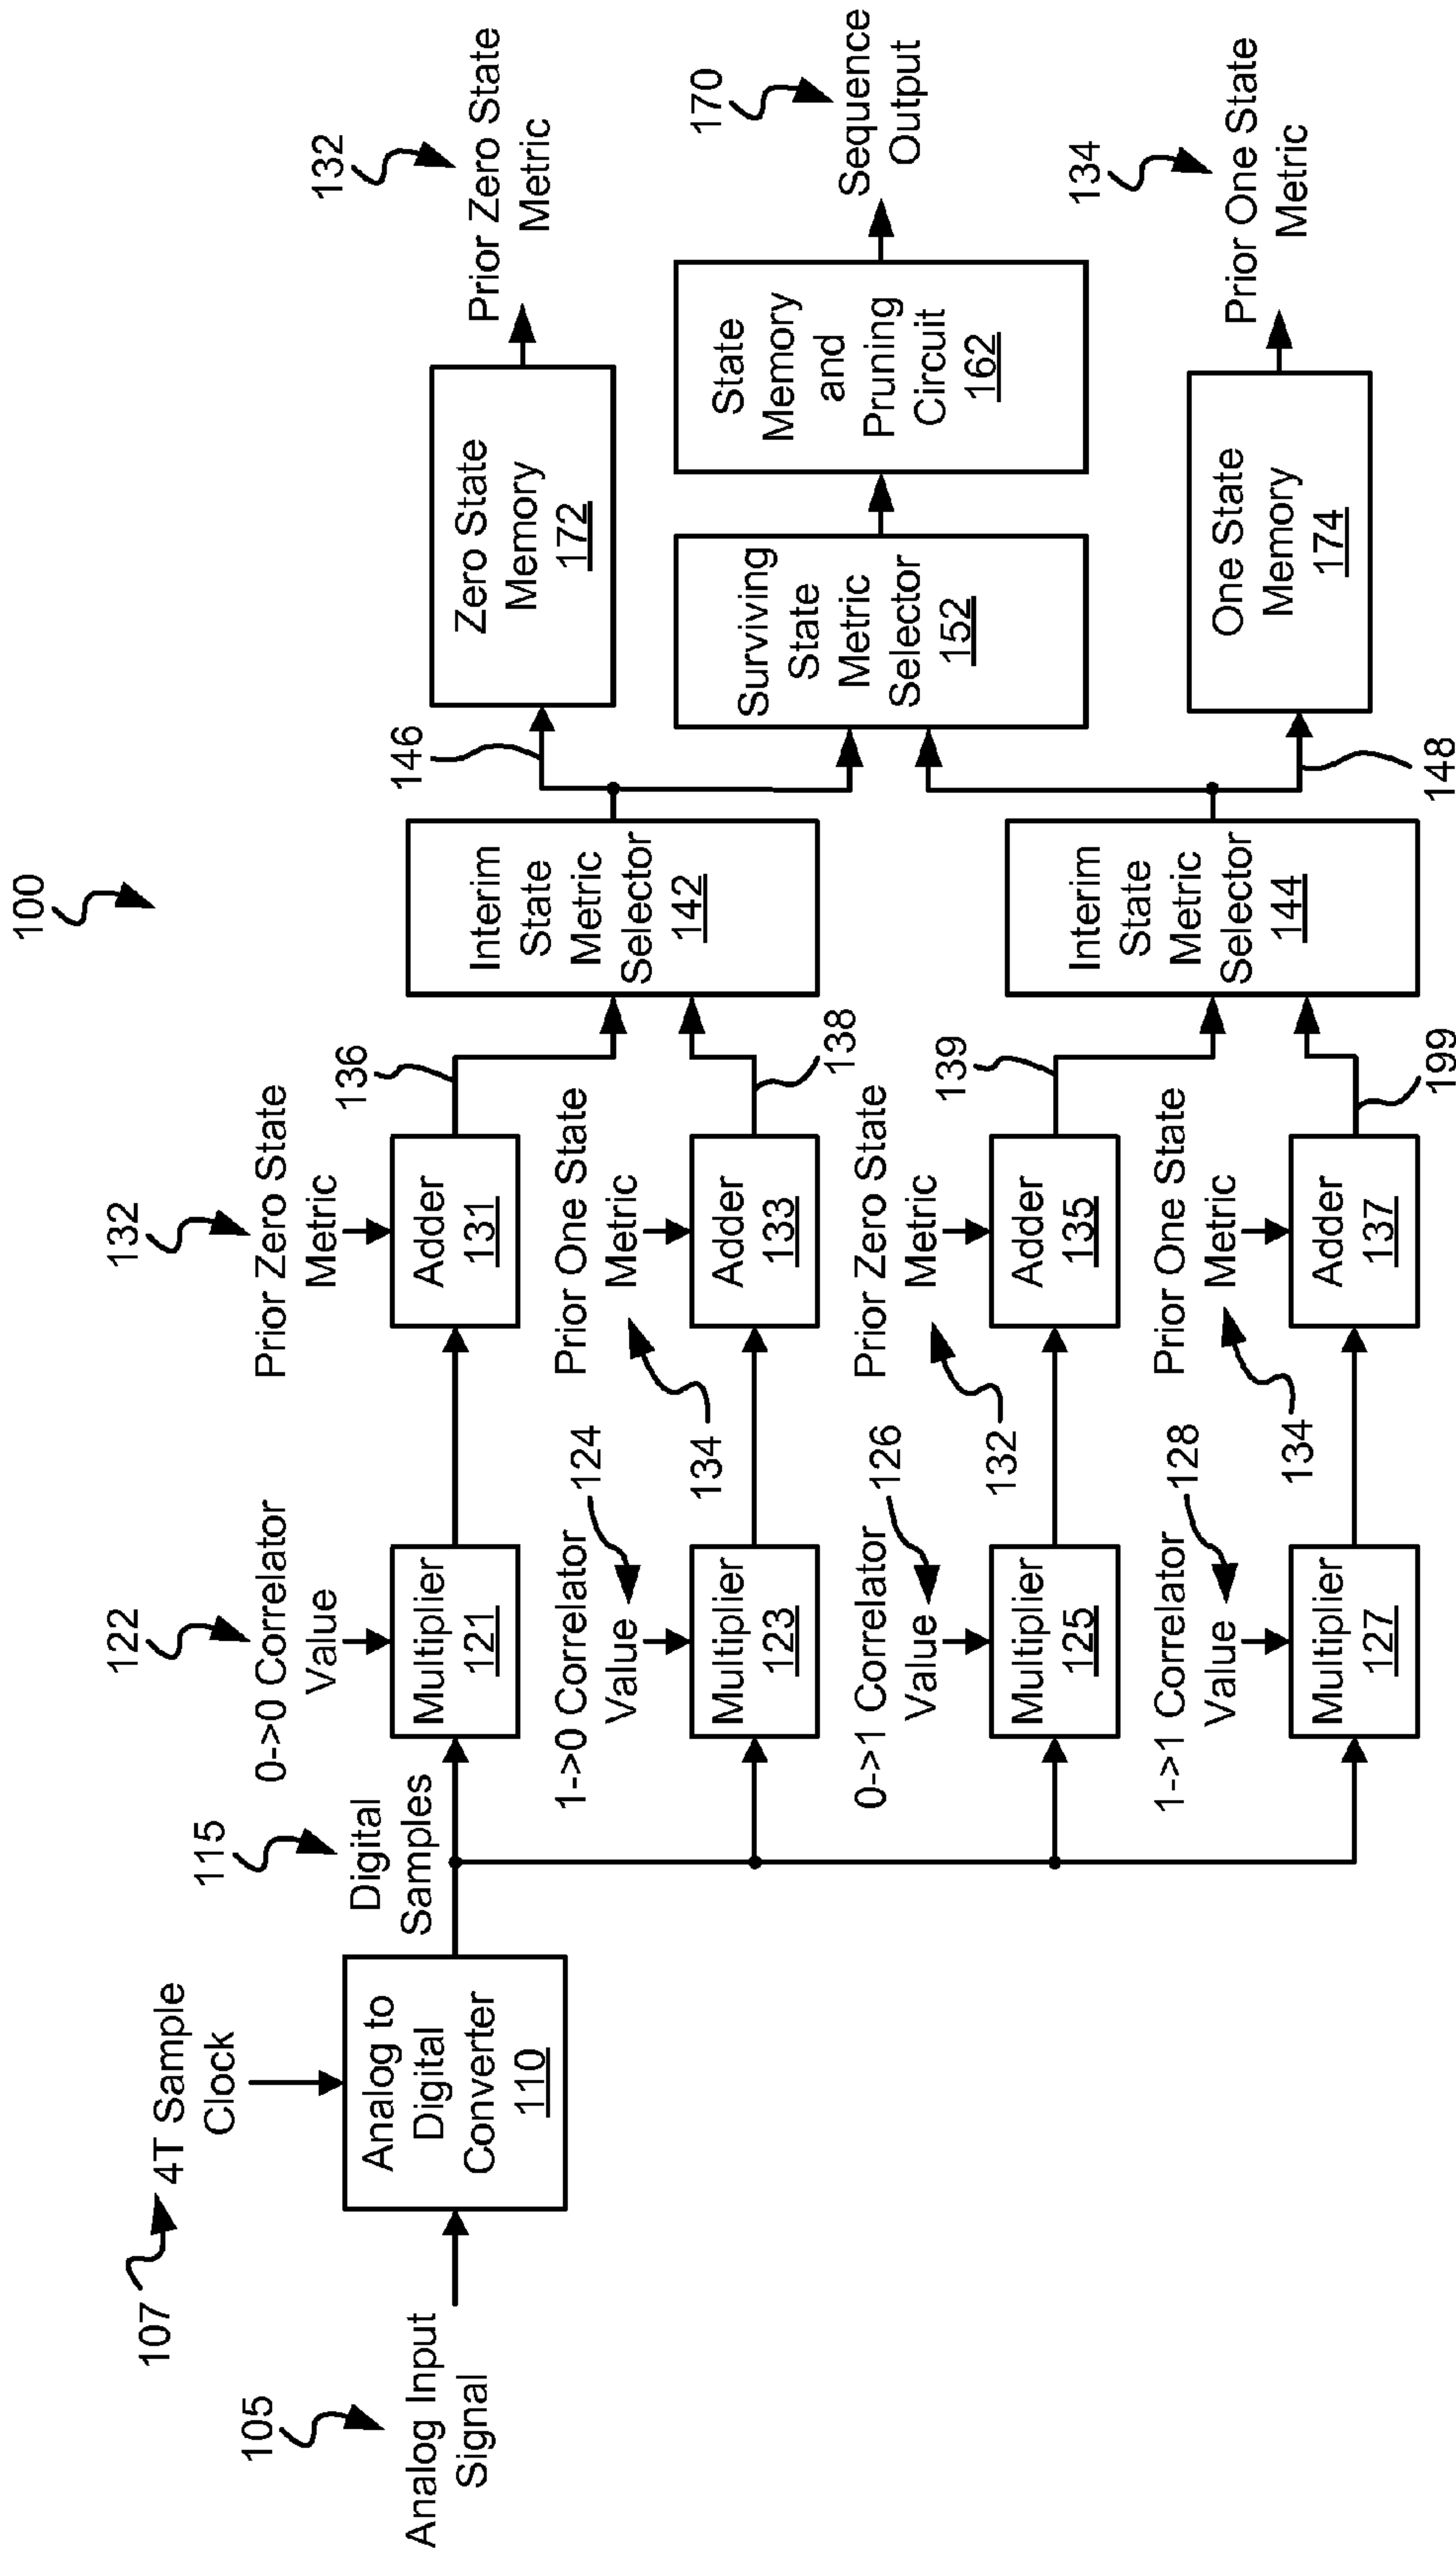 100
107
4T Sample
Clock
105
Analog Input
Signal
Analog to
Digital
Converter
110
115
Digital
Samples
122
0->0 Correlator
Value
Multiplier
121
132
Prior Zero State
Metric
Adder
131
136
1->0 Correlator
Value
124
Multiplier
123
Prior One State
Metric
134
Adder
133
138
0->1 Correlator
Value
126
Multiplier
125
Prior Zero State
Metric
132
Adder
135
139
1->1 Correlator
Value
128
Multiplier
127
Prior One State
Metric
134
Adder
137
199
Interim
State
Metric
Selector
142
Interim
State
Metric
Selector
144
146
148
Zero State
Memory
172
132
Prior Zero State
Metric
Surviving
State
Metric
Selector
152
State
Memory
and
Pruning
Circuit
162
170
Sequence
Output
One State
Memory
174
134
Prior One State
Metric